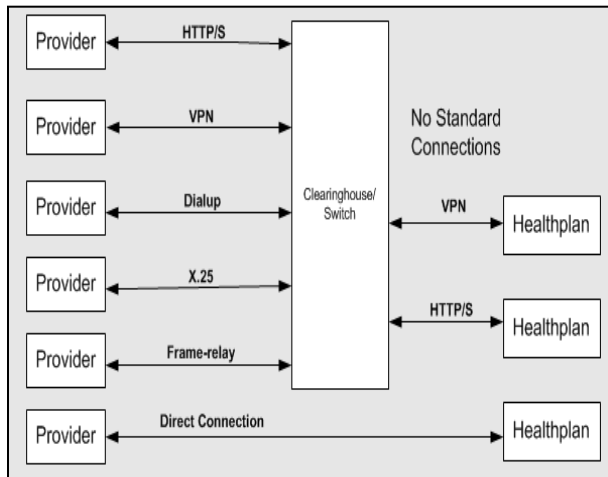 Provider
HTTP/S
Provider
VPN
Provider
Dialup
Provider
X.25
Provider
Frame-relay
Provider
Direct Connection
Clearinghouse/
Switch
No Standard
Connections
VPN
Healthplan
HTTP/S
Healthplan
Healthplan